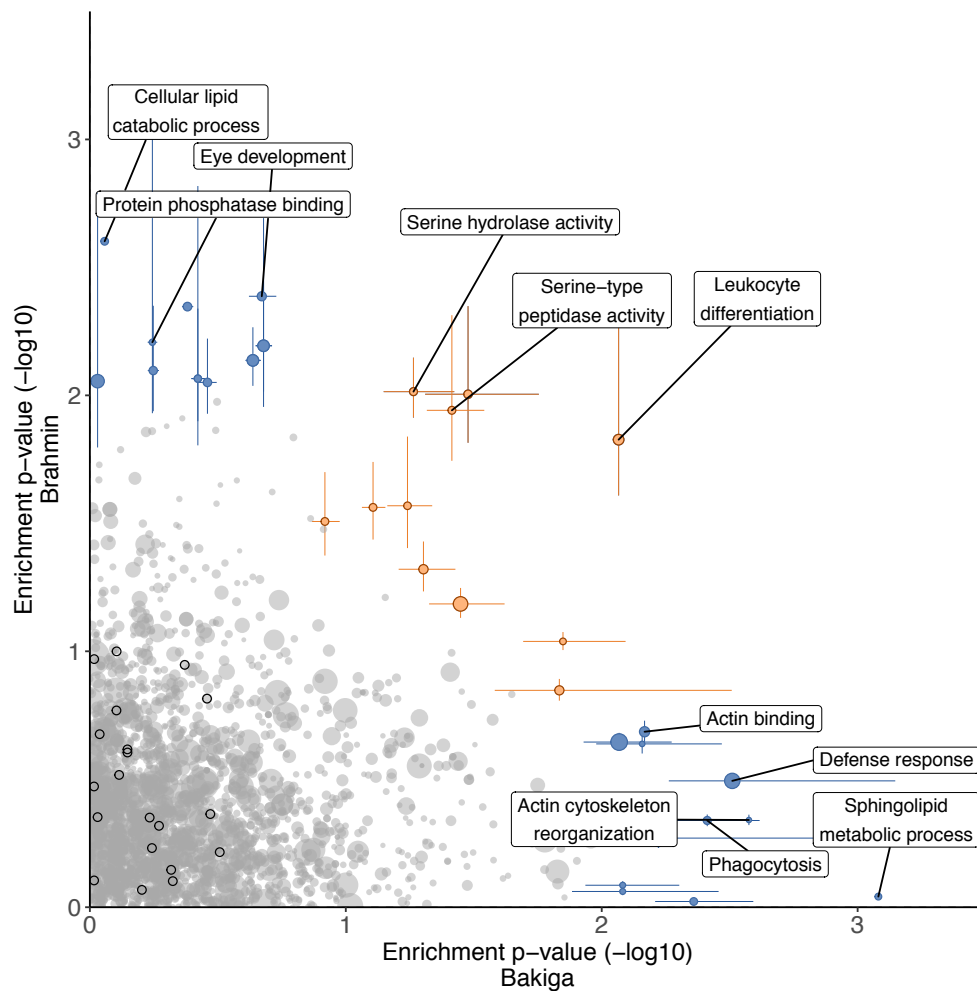 Cellular lipid
catabolic process
Eye development
Protein phosphatase binding
Serine hydrolase activity
Serine−type
peptidase activity
Leukocyte
differentiation
Actin binding
Defense response
Actin cytoskeleton
reorganization
Sphingolipid
metabolic process
Phagocytosis
3
2
1
0
0
1
2
3
Enrichment p−value (−log10)
Brahmin
Enrichment p−value (−log10)
Bakiga